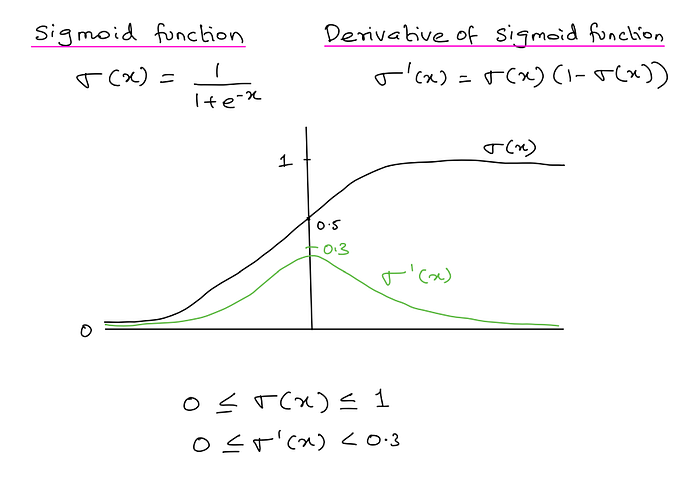 Sigmoid function
Derivative of sigmoid function
σ(x) = 1/(1+e^-x)
σ'(x) = σ(x) (1-σ(x))
σ(x)
1
0.5
0.3
σ'(x)
0
0 ≤ σ(x) ≤ 1
0 ≤ σ'(x) < 0.3